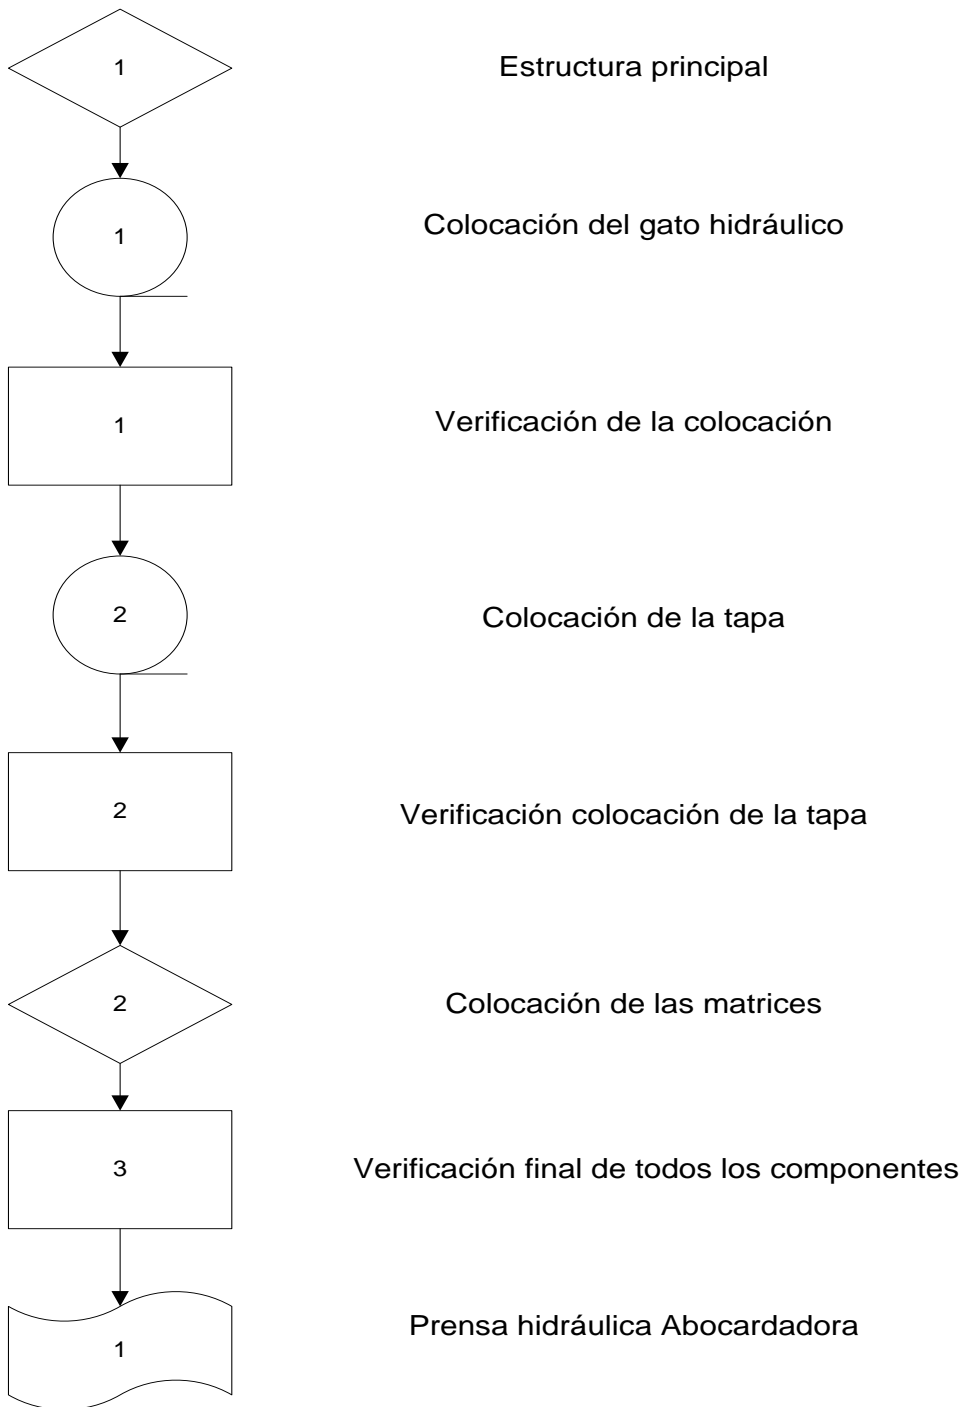 1 Estructura principal
1 Colocación del gato hidráulico
1 Verificación de la colocación
2 Colocación de la tapa
2 Verificación colocación de la tapa
2 Colocación de las matrices
3 Verificación final de todos los componentes
1 Prensa hidráulica Abocardadora